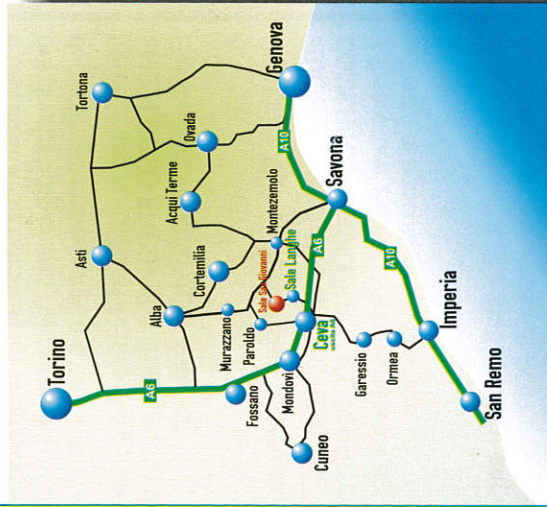 Torino
A6
Asti
Tortona
Alba
Acqui Terme
Ovada
Genova
A10
Cortemilia
Fossano
Murazzano
Paroldo
Montezemolo
Sale San Giovanni
Sale Langhe
Mondovì
Ceva
A6
Savona
Cuneo
A10
Garessio
Ormea
Imperia
San Remo